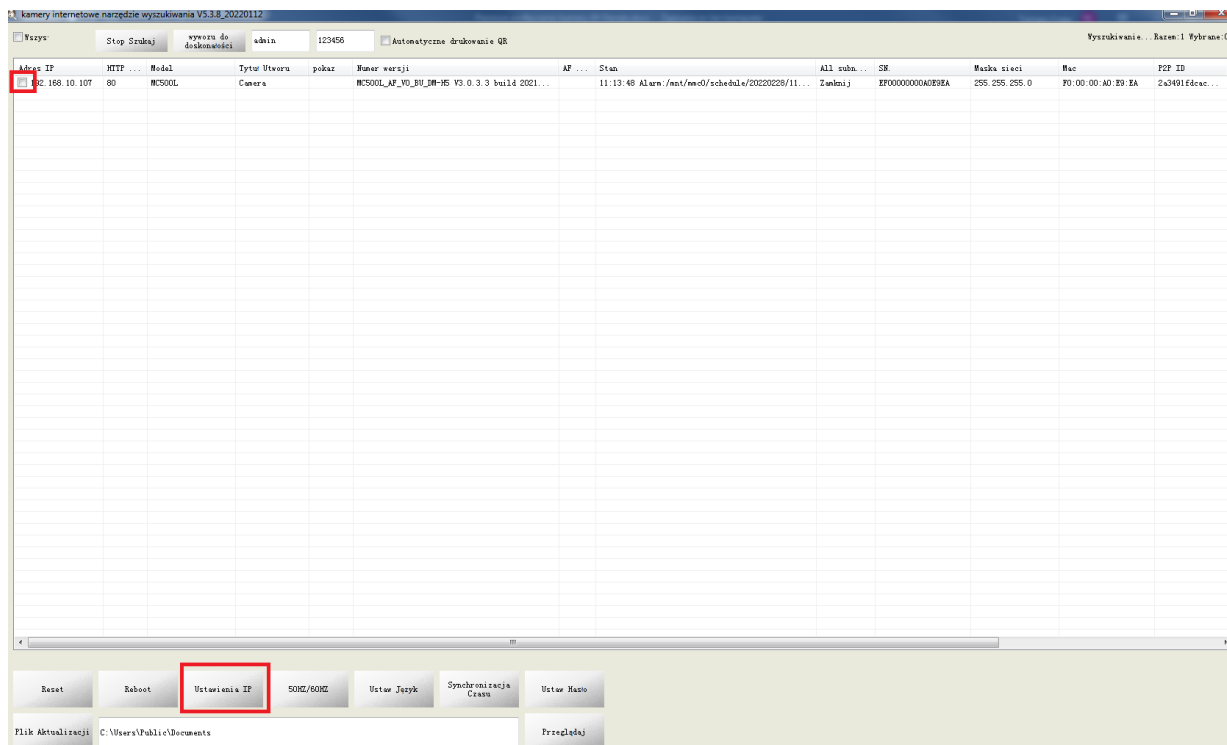 kamery internetowe narzędzie wyszukiwania V5.3.8_20220112
Wszys Stop Szukaj wyworu do doskonałości admin 123456 Automatyczne drukowanie QR Wyszukiwanie...Razem:1 Wybrane:0
Adres IP HTTP ... Model Tytuł Utworu pokaz Numer wersji AF ... Stan All subn... SN. Maska sieci Mac P2P ID
192.168.10.107 80 MC500L Camera MC500L_AF_VO_BU_DM-H5 V3.0.3.3 build 2021... 11:13:48 Alarm:/mnt/mmc0/schedule/20220228/11... Zamknij EF00000000A0E9EA 255.255.255.0 F0:00:00:A0:E9:EA 2a3491fdcac...
Reset Reboot Ustawienia IP 50HZ/60HZ Ustaw Język Synchronizacja Czasu Ustaw Hasło
Plik Aktualizacji C:\Users\Public\Documents Przeglądaj